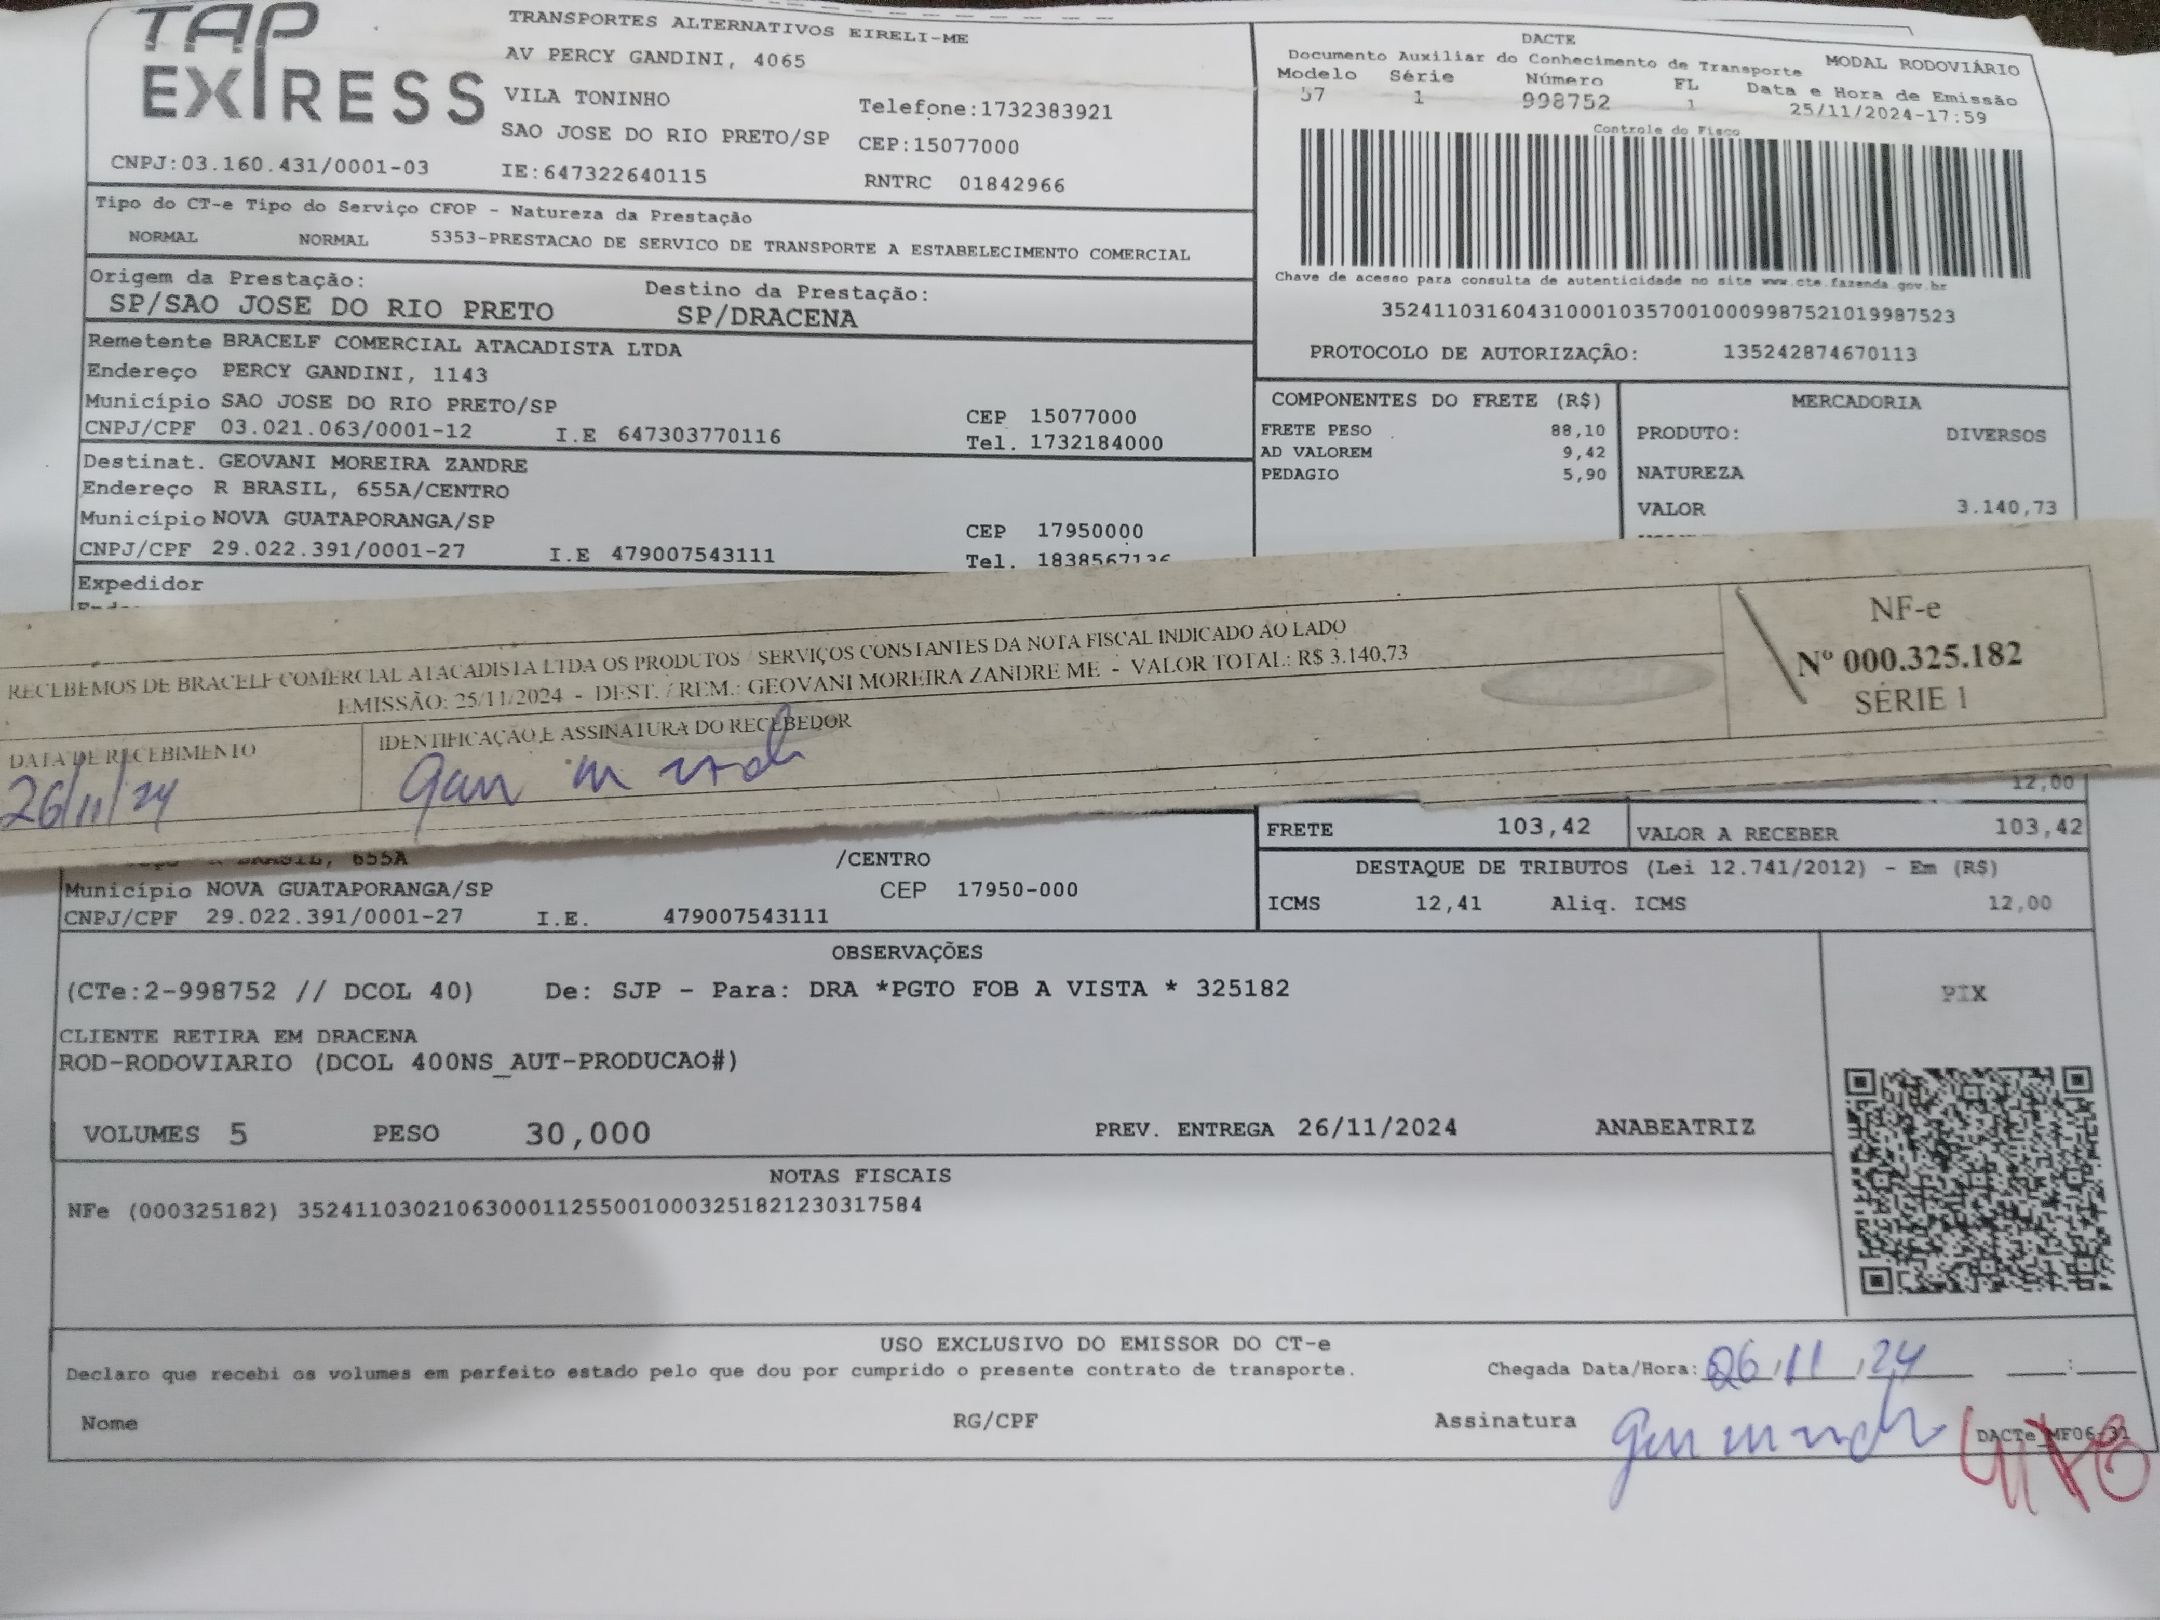 TAP EXPRESS
TRANSPORTES ALTERNATIVOS EIRELI-ME
AV PERCY GANDINI, 4065
VILA TONINHO Telefone:1732383921
SAO JOSE DO RIO PRETO/SP CEP:15077000
CNPJ:03.160.431/0001-03 IE:647322640115 RNTRC 01842966
DACTE
Documento Auxiliar do Conhecimento de Transporte MODAL RODOVIÁRIO
Modelo Série Número FL Data e Hora de Emissão
57 1 998752 1 25/11/2024-17:59
Controle do Fisco
Chave de acesso para consulta de autenticidade no site www.cte.fazenda.gov.br
35241103160431000103570010009987521019987523
PROTOCOLO DE AUTORIZAÇÃO: 135242874670113
Tipo do CT-e Tipo do Serviço CFOP - Natureza da Prestação
NORMAL NORMAL 5353-PRESTACAO DE SERVICO DE TRANSPORTE A ESTABELECIMENTO COMERCIAL
Origem da Prestação: Destino da Prestação:
SP/SAO JOSE DO RIO PRETO SP/DRACENA
Remetente BRACELF COMERCIAL ATACADISTA LTDA
Endereço PERCY GANDINI, 1143
Município SAO JOSE DO RIO PRETO/SP CEP 15077000
CNPJ/CPF 03.021.063/0001-12 I.E 647303770116 Tel. 1732184000
Destinat. GEOVANI MOREIRA ZANDRE
Endereço R BRASIL, 655A/CENTRO
Município NOVA GUATAPORANGA/SP CEP 17950000
CNPJ/CPF 29.022.391/0001-27 I.E 479007543111 Tel. 1838567136
Expedidor
COMPONENTES DO FRETE (R$) MERCADORIA
FRETE PESO 88,10 PRODUTO: DIVERSOS
AD VALOREM 9,42
PEDAGIO 5,90 NATUREZA
VALOR 3.140,73
RECEBEMOS DE BRACELF COMERCIAL ATACADISTA LTDA OS PRODUTOS / SERVIÇOS CONSTANTES DA NOTA FISCAL INDICADO AO LADO
EMISSÃO: 25/11/2024 - DEST. / REM.: GEOVANI MOREIRA ZANDRE ME - VALOR TOTAL: R$ 3.140,73
DATA DE RECEBIMENTO IDENTIFICAÇÃO E ASSINATURA DO RECEBEDOR
26/11/24
NF-e
Nº 000.325.182
SÉRIE 1
12,00
FRETE 103,42 VALOR A RECEBER 103,42
R BRASIL, 655A /CENTRO
Município NOVA GUATAPORANGA/SP CEP 17950-000
CNPJ/CPF 29.022.391/0001-27 I.E. 479007543111
DESTAQUE DE TRIBUTOS (Lei 12.741/2012) - Em (R$)
ICMS 12,41 Aliq. ICMS 12,00
OBSERVAÇÕES
(CTe:2-998752 // DCOL 40) De: SJP - Para: DRA *PGTO FOB A VISTA * 325182
CLIENTE RETIRA EM DRACENA
ROD-RODOVIARIO (DCOL 400NS_AUT-PRODUCAO#)
PIX
VOLUMES 5 PESO 30,000 PREV. ENTREGA 26/11/2024 ANABEATRIZ
NOTAS FISCAIS
NFe (000325182) 35241103021063000112550010003251821230317584
USO EXCLUSIVO DO EMISSOR DO CT-e
Declaro que recebi os volumes em perfeito estado pelo que dou por cumprido o presente contrato de transporte. Chegada Data/Hora: 26/11/24 __:__
Nome RG/CPF Assinatura
DACTe_MF06-31